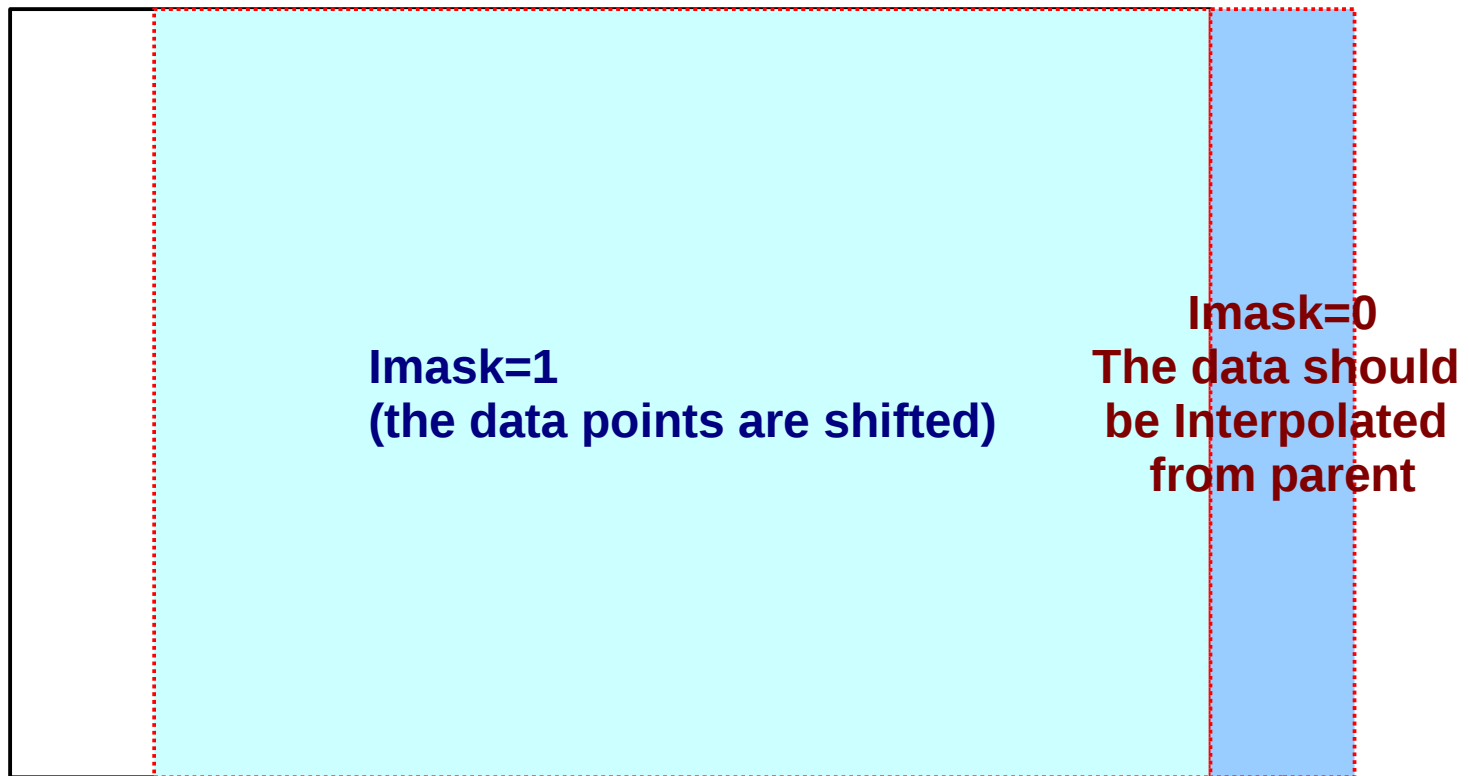 Imask=1
(the data points are shifted)
Imask=0
The data should
be Interpolated
from parent